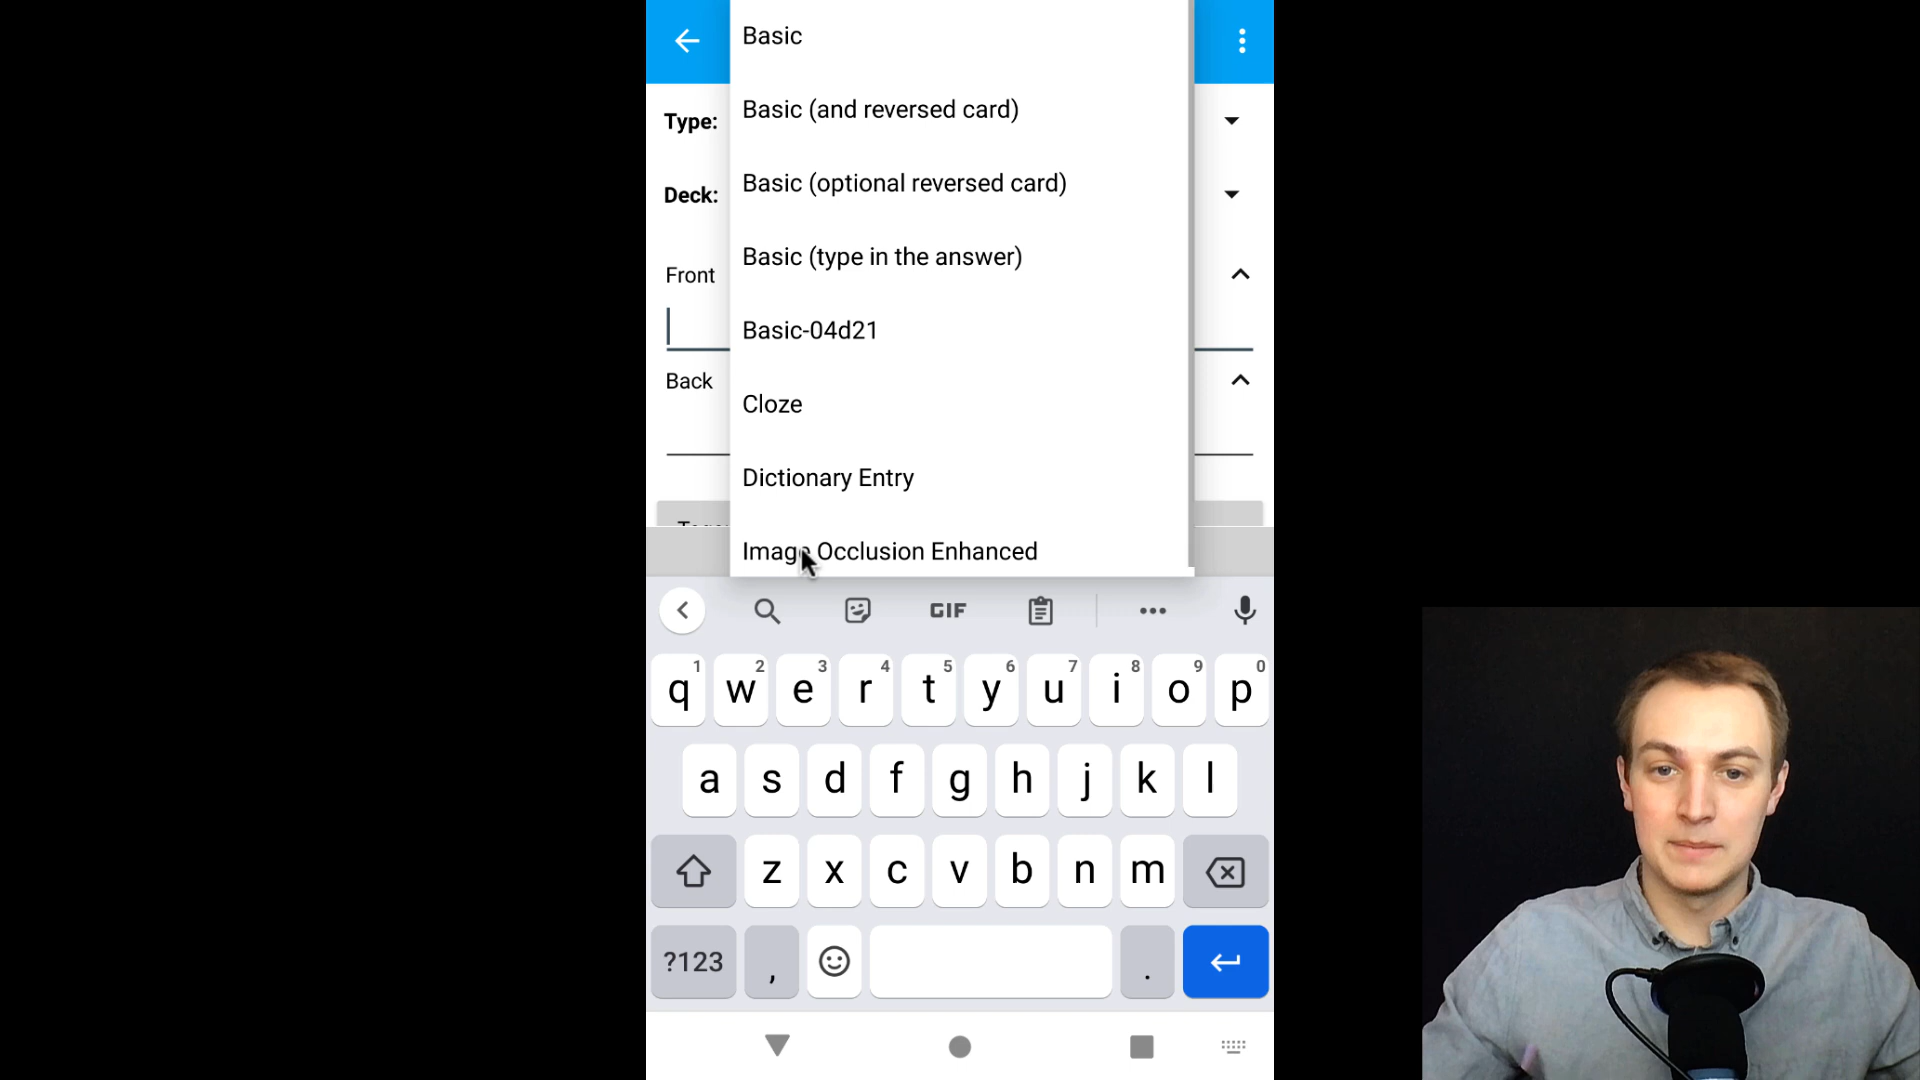 Basic
Type:
Basic (and reversed card)
Deck:
Basic (optional reversed card)
Front
Basic (type in the answer)
Basic-04d21
Back
Cloze
Dictionary Entry
Image Occlusion Enhanced
GIF
q 1 w 2 e 3 r 4 t 5 y 6 u 7 i 8 o 9 p 0
a s d f g h j k l
z x c v b n m
?123 , .